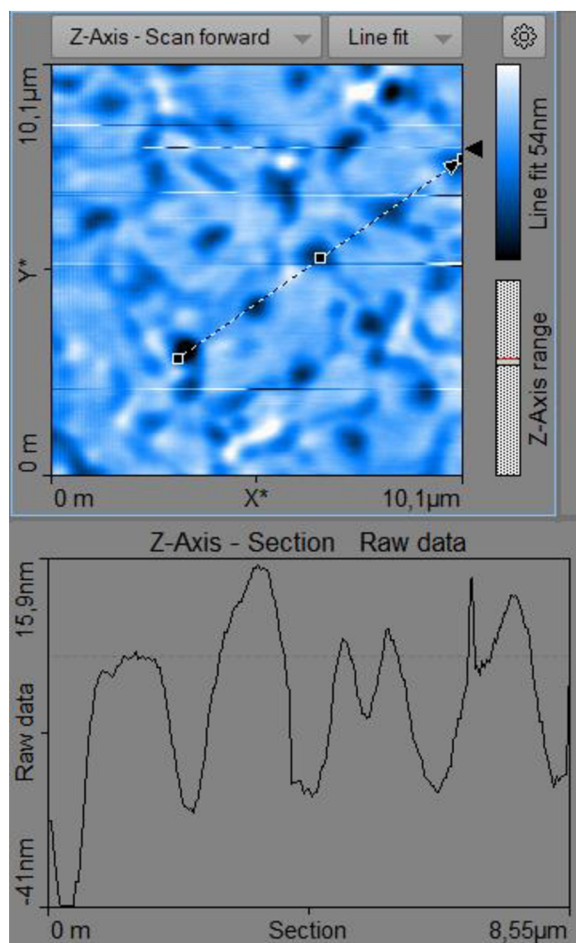 Z-Axis - Scan forward
Line fit
10,1µm
Y*
0 m
0 m
X*
10,1µm
Line fit 54nm
Z-Axis range
Z-Axis - Section Raw data
15,9nm
Raw data
-41nm
0 m
Section
8,55µm